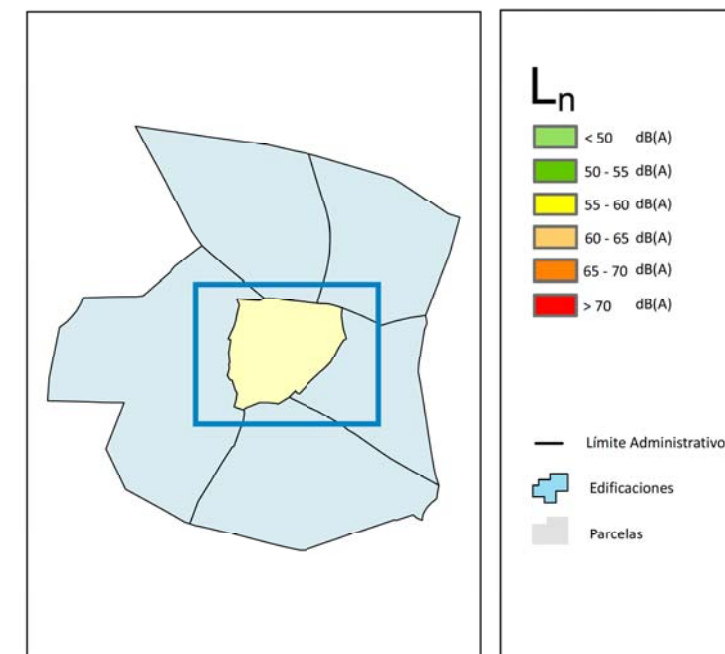 Ln
< 50 dB(A)
50 - 55 dB(A)
55 - 60 dB(A)
60 - 65 dB(A)
65 - 70 dB(A)
> 70 dB(A)
Límite Administrativo
Edificaciones
Parcelas